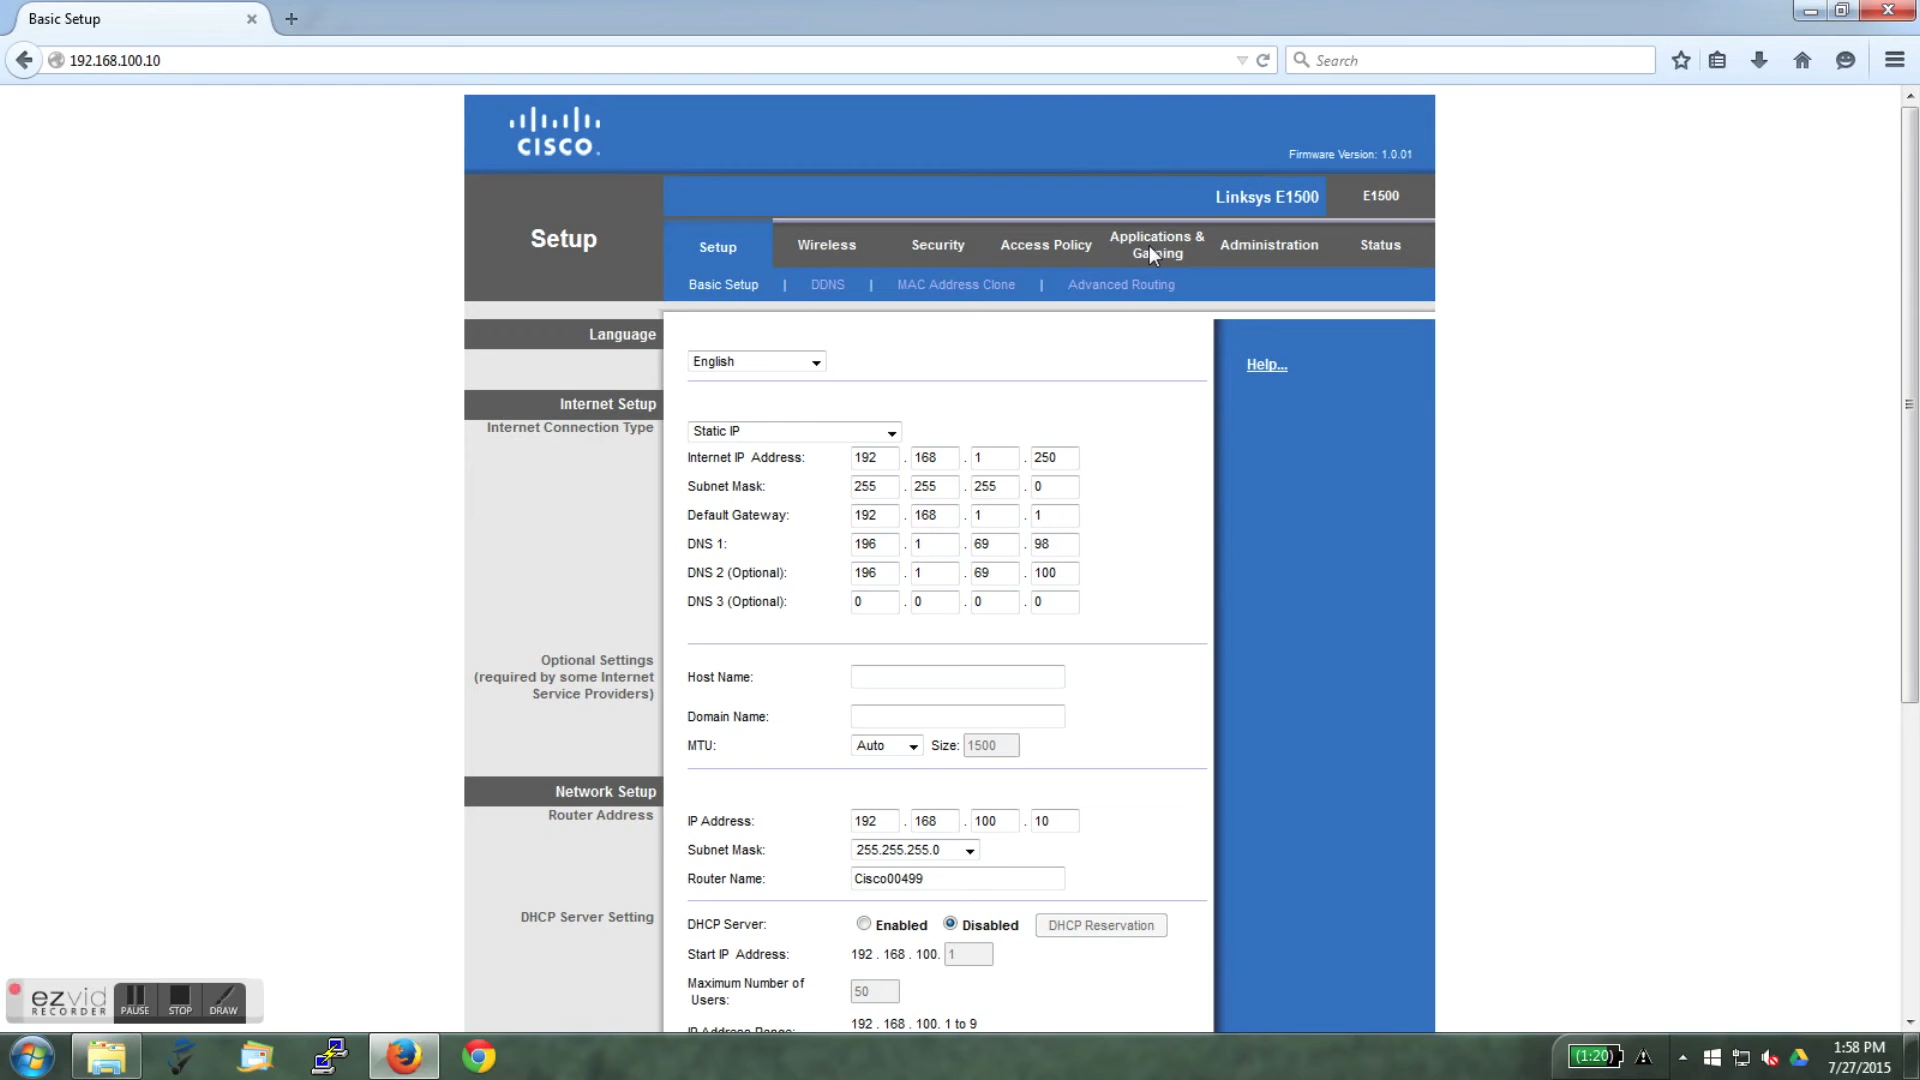 Basic Setup
192.168.100.10
Search
CISCO
Firmware Version: 1.0.01
Linksys E1500
E1500
Setup
Setup
Wireless
Security
Access Policy
Applications &
Gaming
Administration
Status
Basic Setup | DDNS | MAC Address Clone | Advanced Routing
Language
English
Help...
Internet Setup
Internet Connection Type
Static IP
Internet IP Address: 192 . 168 . 1 . 250
Subnet Mask: 255 . 255 . 255 . 0
Default Gateway: 192 . 168 . 1 . 1
DNS 1: 196 . 1 . 69 . 98
DNS 2 (Optional): 196 . 1 . 69 . 100
DNS 3 (Optional): 0 . 0 . 0 . 0
Optional Settings
(required by some Internet
Service Providers)
Host Name:
Domain Name:
MTU: Auto Size: 1500
Network Setup
Router Address
IP Address: 192 . 168 . 100 . 10
Subnet Mask: 255.255.255.0
Router Name: Cisco00499
DHCP Server Setting
DHCP Server: Enabled Disabled DHCP Reservation
Start IP Address: 192 . 168 . 100. 1
Maximum Number of
Users:
50
IP Address Range: 192 . 168 . 100. 1 to 9
ezvid
RECORDER
PAUSE
STOP
DRAW
(1:20)
1:58 PM
7/27/2015